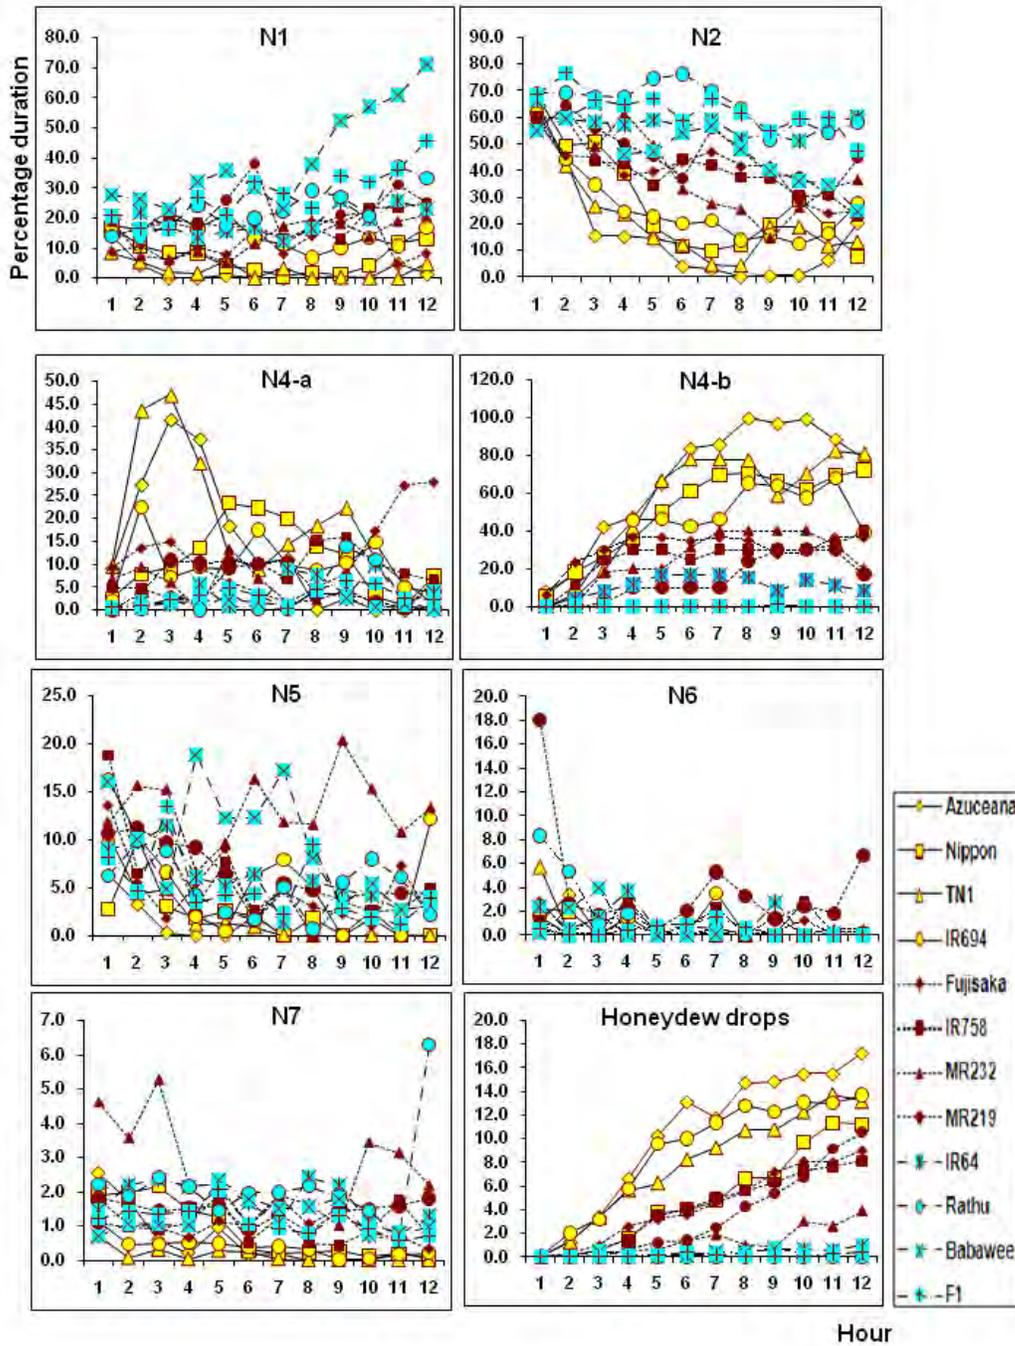 Percentage duration
N1
80.0
70.0
60.0
50.0
40.0
30.0
20.0
10.0
0.0
1 2 3 4 5 6 7 8 9 10 11 12
N2
90.0
80.0
70.0
60.0
50.0
40.0
30.0
20.0
10.0
0.0
1 2 3 4 5 6 7 8 9 10 11 12
N4-a
50.0
45.0
40.0
35.0
30.0
25.0
20.0
15.0
10.0
5.0
0.0
1 2 3 4 5 6 7 8 9 10 11 12
N4-b
120.0
100.0
80.0
60.0
40.0
20.0
0.0
1 2 3 4 5 6 7 8 9 10 11 12
N5
25.0
20.0
15.0
10.0
5.0
0.0
1 2 3 4 5 6 7 8 9 10 11 12
N6
20.0
18.0
16.0
14.0
12.0
10.0
8.0
6.0
4.0
2.0
0.0
1 2 3 4 5 6 7 8 9 10 11 12
N7
7.0
6.0
5.0
4.0
3.0
2.0
1.0
0.0
1 2 3 4 5 6 7 8 9 10 11 12
Honeydew drops
20.0
18.0
16.0
14.0
12.0
10.0
8.0
6.0
4.0
2.0
0.0
1 2 3 4 5 6 7 8 9 10 11 12
Azuceana
Nippon
TN1
IR694
Fujisaka
IR758
MR232
MR219
IR64
Rathu
Babawee
F1
Hour